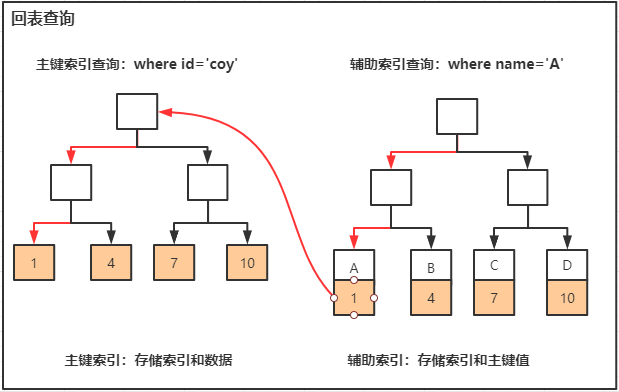 回表查询
主键索引查询：where id='coy'
辅助索引查询：where name='A'
1
4
7
10
A
B
C
D
1
4
7
10
主键索引：存储索引和数据
辅助索引：存储索引和主键值